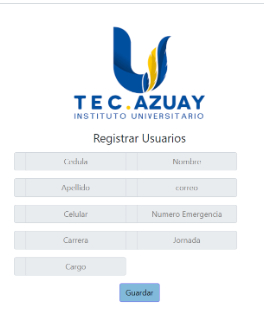 TEC.AZUAY
INSTITUTO UNIVERSITARIO
Registrar Usuarios
Cedula Nombre
Apellido correo
Celular Numero Emergencia
Carrera Jornada
Cargo
Guardar